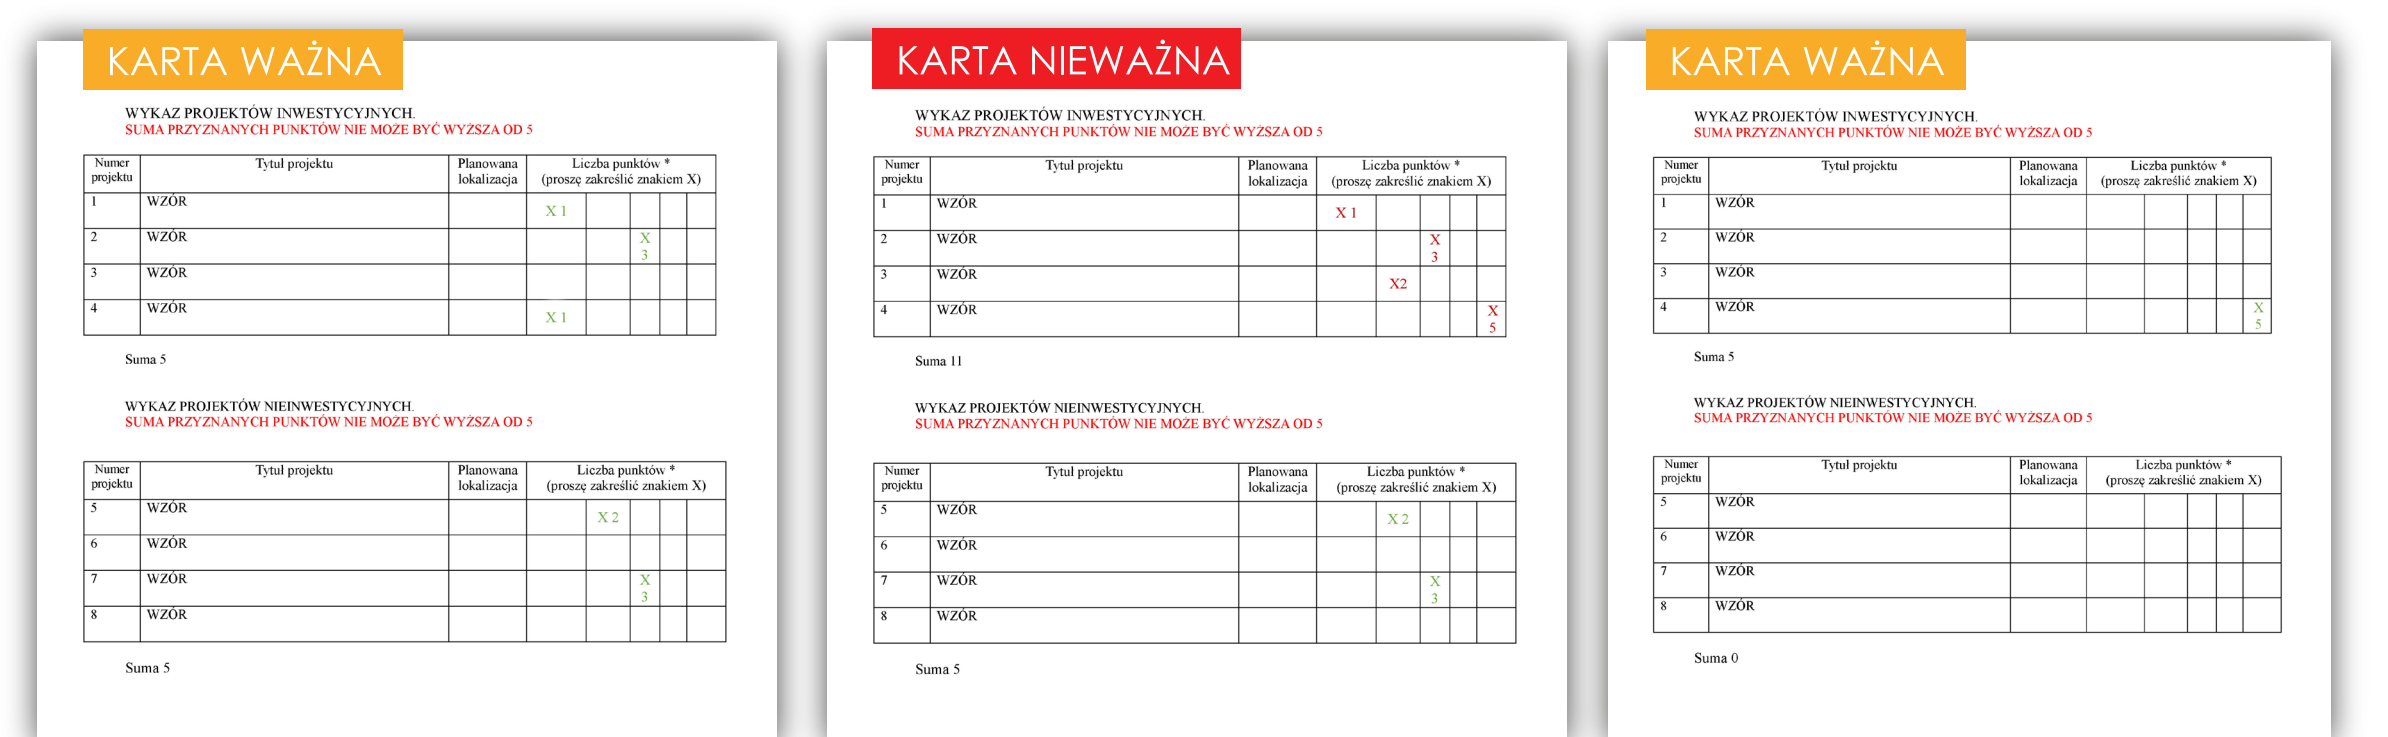 KARTA WAŻNA
WYKAZ PROJEKTÓW INWESTYCYJNYCH.
SUMA PRZYZNANYCH PUNKTÓW NIE MOŻE BYĆ WYŻSZA OD 5
Numer projektu Tytuł projektu Planowana lokalizacja Liczba punktów * (proszę zakreślić znakiem X)
1 WZÓR X 1
2 WZÓR X 3
3 WZÓR
4 WZÓR X 1
Suma 5
WYKAZ PROJEKTÓW NIEINWESTYCYJNYCH.
SUMA PRZYZNANYCH PUNKTÓW NIE MOŻE BYĆ WYŻSZA OD 5
Numer projektu Tytuł projektu Planowana lokalizacja Liczba punktów * (proszę zakreślić znakiem X)
5 WZÓR X 2
6 WZÓR
7 WZÓR X 3
8 WZÓR
Suma 5
KARTA NIEWAŻNA
WYKAZ PROJEKTÓW INWESTYCYJNYCH.
SUMA PRZYZNANYCH PUNKTÓW NIE MOŻE BYĆ WYŻSZA OD 5
Numer projektu Tytuł projektu Planowana lokalizacja Liczba punktów * (proszę zakreślić znakiem X)
1 WZÓR X 1
2 WZÓR X 3
3 WZÓR X2
4 WZÓR X 5
Suma 11
WYKAZ PROJEKTÓW NIEINWESTYCYJNYCH.
SUMA PRZYZNANYCH PUNKTÓW NIE MOŻE BYĆ WYŻSZA OD 5
Numer projektu Tytuł projektu Planowana lokalizacja Liczba punktów * (proszę zakreślić znakiem X)
5 WZÓR X 2
6 WZÓR
7 WZÓR X 3
8 WZÓR
Suma 5
KARTA WAŻNA
WYKAZ PROJEKTÓW INWESTYCYJNYCH.
SUMA PRZYZNANYCH PUNKTÓW NIE MOŻE BYĆ WYŻSZA OD 5
Numer projektu Tytuł projektu Planowana lokalizacja Liczba punktów * (proszę zakreślić znakiem X)
1 WZÓR
2 WZÓR
3 WZÓR
4 WZÓR X 5
Suma 5
WYKAZ PROJEKTÓW NIEINWESTYCYJNYCH.
SUMA PRZYZNANYCH PUNKTÓW NIE MOŻE BYĆ WYŻSZA OD 5
Numer projektu Tytuł projektu Planowana lokalizacja Liczba punktów * (proszę zakreślić znakiem X)
5 WZÓR
6 WZÓR
7 WZÓR
8 WZÓR
Suma 0